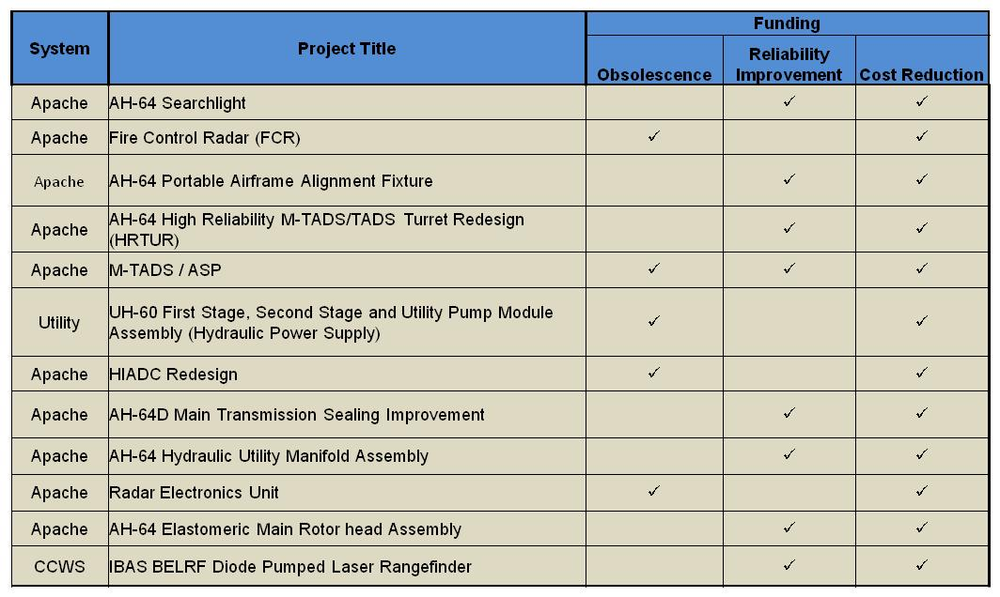 System Project Title Funding
Obsolescence Reliability Improvement Cost Reduction
Apache AH-64 Searchlight ✓ ✓
Apache Fire Control Radar (FCR) ✓ ✓
Apache AH-64 Portable Airframe Alignment Fixture ✓ ✓
Apache AH-64 High Reliability M-TADS/TADS Turret Redesign
(HRTUR) ✓ ✓
Apache M-TADS / ASP ✓ ✓ ✓
Utility UH-60 First Stage, Second Stage and Utility Pump Module
Assembly (Hydraulic Power Supply) ✓ ✓
Apache HIADC Redesign ✓ ✓
Apache AH-64D Main Transmission Sealing Improvement ✓ ✓
Apache AH-64 Hydraulic Utility Manifold Assembly ✓ ✓
Apache Radar Electronics Unit ✓ ✓
Apache AH-64 Elastomeric Main Rotor head Assembly ✓ ✓
CCWS IBAS BELRF Diode Pumped Laser Rangefinder ✓ ✓